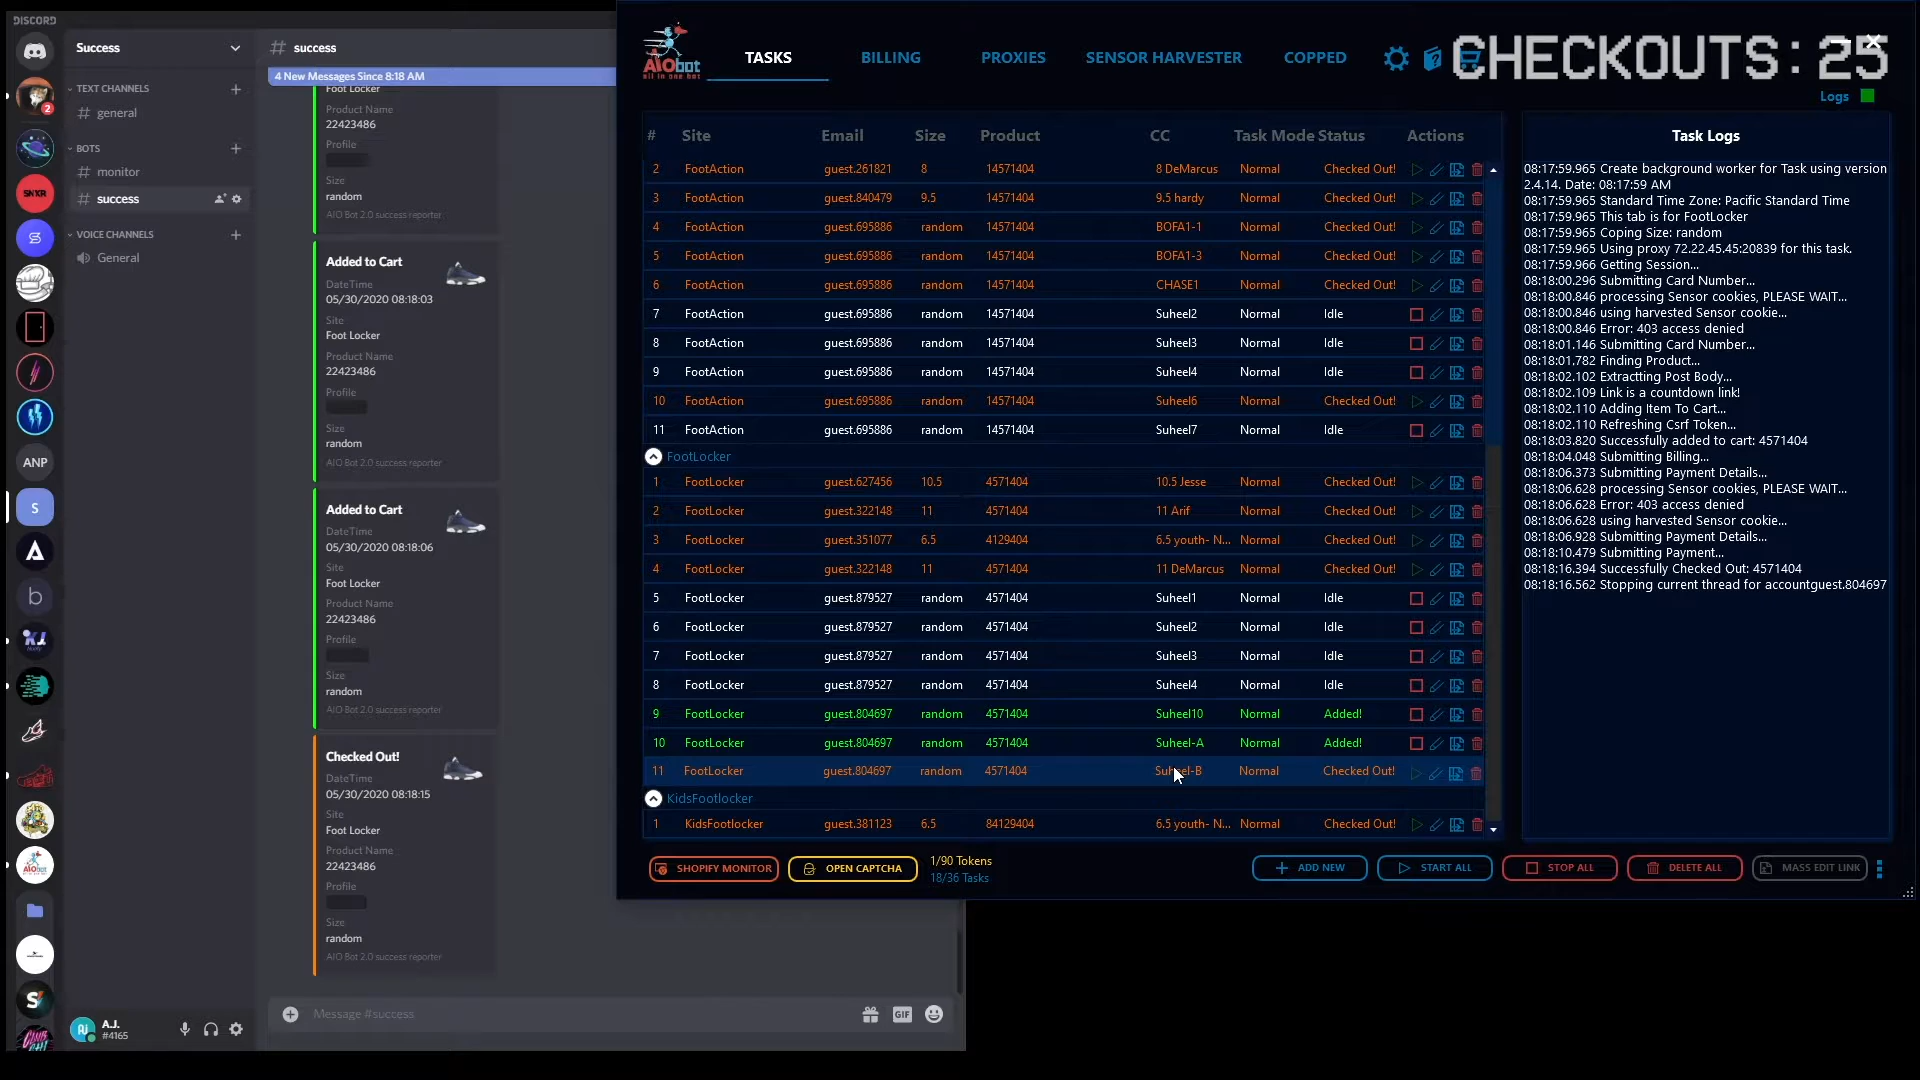 DISCORD
Success
TEXT CHANNELS
general
BOTS
monitor
success
VOICE CHANNELS
General
2
SNKR
ANP
S
A.J.
#4165
# success
4 New Messages Since 8:18 AM
Foot Locker
Product Name
22423486
Profile
Size
random
AIO Bot 2.0 success reporter
Added to Cart
DateTime
05/30/2020 08:18:03
Site
Foot Locker
Product Name
22423486
Profile
Size
random
AIO Bot 2.0 success reporter
Added to Cart
DateTime
05/30/2020 08:18:06
Site
Foot Locker
Product Name
22423486
Profile
Size
random
AIO Bot 2.0 success reporter
Checked Out!
DateTime
05/30/2020 08:18:15
Site
Foot Locker
Product Name
22423486
Profile
Size
random
AIO Bot 2.0 success reporter
Message #success
GIF
AIObot
all in one bot
TASKS BILLING PROXIES SENSOR HARVESTER COPPED
CHECKOUTS: 25
Logs
# Site Email Size Product CC Task Mode Status Actions
2 FootAction guest.261821 8 14571404 8 DeMarcus Normal Checked Out!
3 FootAction guest.840479 9.5 14571404 9.5 hardy Normal Checked Out!
4 FootAction guest.695886 random 14571404 BOFA1-1 Normal Checked Out!
5 FootAction guest.695886 random 14571404 BOFA1-3 Normal Checked Out!
6 FootAction guest.695886 random 14571404 CHASE1 Normal Checked Out!
7 FootAction guest.695886 random 14571404 Suheel2 Normal Idle
8 FootAction guest.695886 random 14571404 Suheel3 Normal Idle
9 FootAction guest.695886 random 14571404 Suheel4 Normal Idle
10 FootAction guest.695886 random 14571404 Suheel6 Normal Checked Out!
11 FootAction guest.695886 random 14571404 Suheel7 Normal Idle
FootLocker
1 FootLocker guest.627456 10.5 4571404 10.5 Jesse Normal Checked Out!
2 FootLocker guest.322148 11 4571404 11 Arif Normal Checked Out!
3 FootLocker guest.351077 6.5 4129404 6.5 youth- N... Normal Checked Out!
4 FootLocker guest.322148 11 4571404 11 DeMarcus Normal Checked Out!
5 FootLocker guest.879527 random 4571404 Suheel1 Normal Idle
6 FootLocker guest.879527 random 4571404 Suheel2 Normal Idle
7 FootLocker guest.879527 random 4571404 Suheel3 Normal Idle
8 FootLocker guest.879527 random 4571404 Suheel4 Normal Idle
9 FootLocker guest.804697 random 4571404 Suheel10 Normal Added!
10 FootLocker guest.804697 random 4571404 Suheel-A Normal Added!
11 FootLocker guest.804697 random 4571404 Suheel-B Normal Checked Out!
KidsFootlocker
1 KidsFootlocker guest.381123 6.5 84129404 6.5 youth- N... Normal Checked Out!
SHOPIFY MONITOR
OPEN CAPTCHA
1/90 Tokens
18/36 Tasks
ADD NEW
START ALL
STOP ALL
DELETE ALL
MASS EDIT LINK
Task Logs
08:17:59.965 Create background worker for Task using version
2.4.14. Date: 08:17:59 AM
08:17:59.965 Standard Time Zone: Pacific Standard Time
08:17:59.965 This tab is for FootLocker
08:17:59.965 Coping Size: random
08:17:59.965 Using proxy 72.22.45.45:20839 for this task.
08:17:59.966 Getting Session...
08:18:00.296 Submitting Card Number...
08:18:00.846 processing Sensor cookies, PLEASE WAIT...
08:18:00.846 using harvested Sensor cookie...
08:18:00.846 Error: 403 access denied
08:18:01.146 Submitting Card Number...
08:18:01.782 Finding Product...
08:18:02.102 Extractting Post Body...
08:18:02.109 Link is a countdown link!
08:18:02.110 Adding Item To Cart...
08:18:02.110 Refreshing Csrf Token...
08:18:03.820 Successfully added to cart: 4571404
08:18:04.048 Submitting Billing...
08:18:06.373 Submitting Payment Details...
08:18:06.628 processing Sensor cookies, PLEASE WAIT...
08:18:06.628 Error: 403 access denied
08:18:06.628 using harvested Sensor cookie...
08:18:06.928 Submitting Payment Details...
08:18:10.479 Submitting Payment...
08:18:16.394 Successfully Checked Out: 4571404
08:18:16.562 Stopping current thread for accountguest.804697